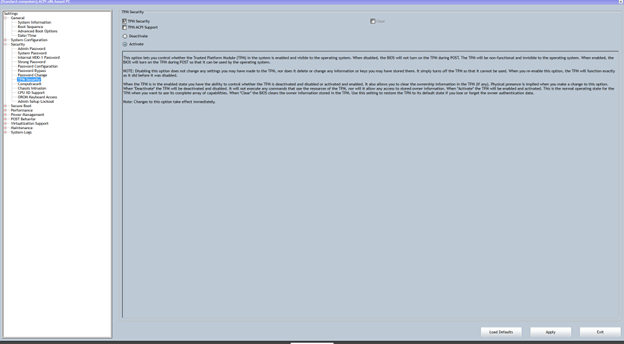 Settings
General
System Information
Boot Sequence
Advanced Boot Options
Date/Time
System Configuration
Security
Admin Password
System Password
Internal HDD-1 Password
Strong Password
Password Configuration
Password Bypass
Password Change
TPM Security
Computrace®
Chassis Intrusion
CPU XD Support
OROM Keyboard Access
Admin Setup Lockout
Secure Boot
Performance
Power Management
POST Behavior
Virtualization Support
Maintenance
System Logs
TPM Security
TPM Security
Clear
TPM ACPI Support
Deactivate
Activate
This option lets you control whether the Trusted Platform Module (TPM) in the system is enabled and visible to the operating system. When disabled, the BIOS will not turn on the TPM during POST. The TPM will be non-functional and invisible to the operating system. When enabled, the
BIOS will turn on the TPM during POST so that it can be used by the operating system.
NOTE: Disabling this option does not change any settings you may have made to the TPM, nor does it delete or change any information or keys you may have stored there. It simply turns off the TPM so that it cannot be used. When you re-enable this option, the TPM will function exactly
as it did before it was disabled.
When the TPM is in the enabled state you have the ability to control whether the TPM is deactivated and disabled or activated and enabled. It also allows you to clear the ownership information in the TPM (if any). Physical presence is implied when you make a change to this option.
When "Deactivate" the TPM will be deactivated and disabled. It will not execute any commands that use the resources of the TPM, nor will it allow any access to stored owner information. When "Activate" the TPM will be enabled and activated. This is the normal operating state for the
TPM when you want to use its complete array of capabilities. When "Clear" the BIOS clears the owner information stored in the TPM. Use this setting to restore the TPM to its default state if you lose or forget the owner authentication data.
Note: Changes to this option take effect immediately.
Load Defaults
Apply
Exit